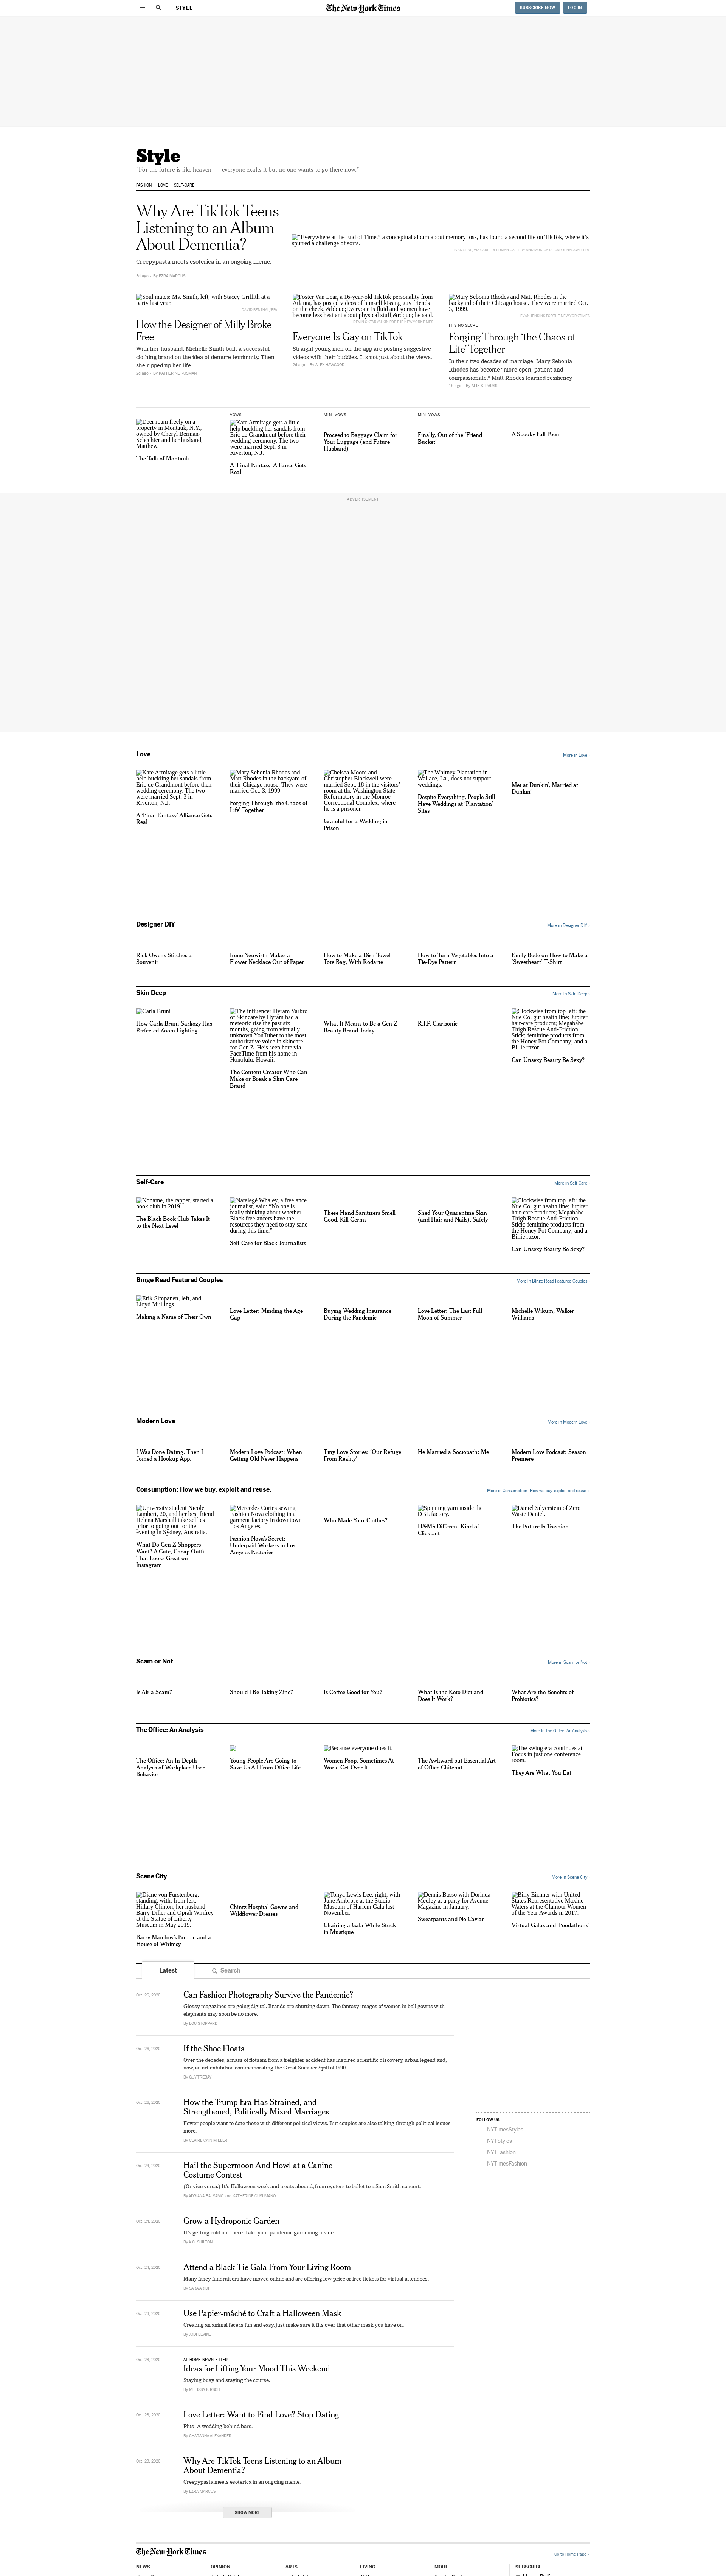 STYLE
The New York Times
SUBSCRIBE NOW
LOG IN
Style
"For the future is like heaven — everyone exalts it but no one wants to go there now."
FASHION
LOVE
SELF-CARE
Why Are TikTok Teens
Listening to an Album
About Dementia?
Creepypasta meets esoterica in an ongoing meme.
By EZRA MARCUS
"Everywhere at the End of Time," a conceptual album about memory loss, has found a second life on TikTok, where it's
spurred a challenge of sorts.
Soul mates: Ms. Smith, left, with Stacey Griffith at a
party last year.
How the Designer of Milly Broke
Free
With her husband, Michelle Smith built a successful
clothing brand on the idea of demure femininity. Then
she ripped up her life.
By KATHERINE ROSMAN
Foster Van Lear, a 16-year-old TikTok personality from
Atlanta, has posted videos of himself kissing guy friends
on the cheek. &ldquo;Everyone is fluid and so men have
become less hesitant about physical stuff,&rdquo; he said.
Everyone Is Gay on TikTok
Straight young men on the app are posting suggestive
videos with their buddies. It's not just about the views.
By ALEX HAWGOOD
Mary Sebonia Rhodes and Matt Rhodes in the
backyard of their Chicago house. They were married Oct.
3, 1999.
IT'S NO SECRET
Forging Through 'the Chaos
of Life' Together
In their two decades of marriage, Mary Sebonia
Rhodes has become "more open, patient and
compassionate." Matt Rhodes learned resiliency.
By ALIX STRAUSS
Deer roam freely on a
property in Montauk, N.Y.,
owned by Cheryl Berman-
Schechter and her husband,
Matthew.
The Talk of Montauk
VOWS
Kate Armitage gets a little
help buckling her sandals
from Eric de Grandmont before
their wedding ceremony. The
two were married Sept. 3 in
Riverton, N.J.
A 'Final Fantasy' Alliance Gets
Real
MINI-VOWS
Proceed to Baggage Claim for
Your Luggage (and Future
Husband)
MINI-VOWS
Finally, Out of the 'Friend
Bucket'
A Spooky Fall Poem
ADVERTISEMENT
Love
More in Love ›
Kate Armitage gets a little
help buckling her sandals from
Eric de Grandmont before their
wedding ceremony. The two
were married Sept. 3 in
Riverton, N.J.
A 'Final Fantasy' Alliance Gets
Real
Mary Sebonia Rhodes and
Matt Rhodes in the backyard of
their Chicago house. They were
married Oct. 3, 1999.
Forging Through 'the Chaos of
Life' Together
Chelsea Moore and
Christopher Blackwell were
married Sept. 18 in the visitors'
room at the Washington State
Reformatory in the Monroe
Correctional Complex, where
he is a prisoner.
Grateful for a Wedding in
Prison
The Whitney Plantation in
Wallace, La., does not support
weddings.
Despite Everything, People Still
Have Weddings at 'Plantation'
Sites
Met at Dunkin', Married at
Dunkin'
Designer DIY
More in Designer DIY ›
Rick Owens Stitches a
Souvenir
Irene Neuwirth Makes a
Flower Necklace Out of Paper
How to Make a Dish Towel
Tote Bag, With Rodarte
How to Turn Vegetables Into a
Tie-Dye Pattern
Emily Bode on How to Make a
'Sweetheart' T-Shirt
Skin Deep
More in Skin Deep ›
Carla Bruni
How Carla Bruni-Sarkozy Has
Perfected Zoom Lighting
The influencer Hyram Yarbro
of Skincare by Hyram had a
meteoric rise the past six
months, going from virtually
unknown YouTuber to the most
authoritative voice in skincare
for Gen Z. He's seen here via
FaceTime from his home in
Honolulu, Hawaii.
The Content Creator Who Can
Make or Break a Skin Care
Brand
What It Means to Be a Gen Z
Beauty Brand Today
R.I.P. Clarisonic
Clockwise from top left: the
Nue Co. gut health line; Jupiter
hair-care products; Megababe
Thigh Rescue Anti-Friction
Stick; feminine products from
the Honey Pot Company; and a
Billie razor.
Can Unsexy Beauty Be Sexy?
Self-Care
More in Self-Care ›
Noname, the rapper, started a
book club in 2019.
The Black Book Club Takes It
to the Next Level
Natelegé Whaley, a freelance
journalist, said: "No one is
really thinking about whether
Black freelancers have the
resources they need to stay sane
during this time."
Self-Care for Black Journalists
These Hand Sanitizers Smell
Good, Kill Germs
Shed Your Quarantine Skin
(and Hair and Nails), Safely
Clockwise from top left: the
Nue Co. gut health line; Jupiter
hair-care products; Megababe
Thigh Rescue Anti-Friction
Stick; feminine products from
the Honey Pot Company; and a
Billie razor.
Can Unsexy Beauty Be Sexy?
Binge Read Featured Couples
More in Binge Read Featured Couples ›
Erik Simpanen, left, and
Lloyd Mullings.
Making a Name of Their Own
Love Letter: Minding the Age
Gap
Buying Wedding Insurance
During the Pandemic
Love Letter: The Last Full
Moon of Summer
Michelle Wikum, Walker
Williams
Modern Love
More in Modern Love ›
I Was Done Dating. Then I
Joined a Hookup App.
Modern Love Podcast: When
Getting Old Never Happens
Tiny Love Stories: 'Our Refuge
From Reality'
He Married a Sociopath: Me
Modern Love Podcast: Season
Premiere
Consumption: How we buy, exploit and reuse.
More in Consumption: How we buy, exploit and reuse. ›
University student Nicole
Lambert, 20, and her best friend
Helena Marshall take selfies
prior to going out for the
evening in Sydney, Australia.
What Do Gen Z Shoppers
Want? A Cute, Cheap Outfit
That Looks Great on
Instagram
Mercedes Cortes sewing
Fashion Nova clothing in a
garment factory in downtown
Los Angeles.
Fashion Nova's Secret:
Underpaid Workers in Los
Angeles Factories
Who Made Your Clothes?
Spinning yarn inside the
DBL factory.
H&M's Different Kind of
Clickbait
Daniel Silverstein of Zero
Waste Daniel.
The Future Is Trashion
Scam or Not
More in Scam or Not ›
Is Air a Scam?
Should I Be Taking Zinc?
Is Coffee Good for You?
What Is the Keto Diet and
Does It Work?
What Are the Benefits of
Probiotics?
The Office: An Analysis
More in The Office: An Analysis ›
The Office: An In-Depth
Analysis of Workplace User
Behavior
Young People Are Going to
Save Us All From Office Life
Because everyone does it.
Women Poop. Sometimes At
Work. Get Over It.
The Awkward but Essential Art
of Office Chitchat
The swing era continues at
Focus in just one conference
room.
They Are What You Eat
Scene City
More in Scene City ›
Diane von Furstenberg,
standing, with, from left,
Hillary Clinton, her husband
Barry Diller and Oprah Winfrey
at the Statue of Liberty
Museum in May 2019.
Barry Manilow's Bubble and a
House of Whimsy
Chintz Hospital Gowns and
Wildflower Dresses
Tonya Lewis Lee, right, with
June Ambrose at the Studio
Museum of Harlem Gala last
November.
Chairing a Gala While Stuck
in Mustique
Dennis Basso with Dorinda
Medley at a party for Avenue
Magazine in January.
Sweatpants and No Caviar
Billy Eichner with United
States Representative Maxine
Waters at the Glamour Women
of the Year Awards in 2017.
Virtual Galas and 'Foodathons'
Latest
Search
Can Fashion Photography Survive the Pandemic?
Glossy magazines are going digital. Brands are shutting down. The fantasy images of women in ball gowns with
elephants may soon be no more.
By LOU STOPPARD
If the Shoe Floats
Over the decades, a mass of flotsam from a freighter accident has inspired scientific discovery, urban legend and,
now, an art exhibition commemorating the Great Sneaker Spill of 1990.
By GUY TREBAY
How the Trump Era Has Strained, and
Strengthened, Politically Mixed Marriages
Fewer people want to date those with different political views. But couples are also talking through political issues
more.
By CLAIRE CAIN MILLER
Hail the Supermoon And Howl at a Canine
Costume Contest
(Or vice versa.) It's Halloween week and treats abound, from oysters to ballet to a Sam Smith concert.
By ADRIANA BALSAMO and KATHERINE CUSUMANO
Grow a Hydroponic Garden
It's getting cold out there. Take your pandemic gardening inside.
By A.C. SHILTON
Attend a Black-Tie Gala From Your Living Room
Many fancy fundraisers have moved online and are offering low-price or free tickets for virtual attendees.
By SARA ARIDI
Use Papier-mâché to Craft a Halloween Mask
Creating an animal face is fun and easy, just make sure it fits over that other mask you have on.
By JODI LEVINE
AT HOME NEWSLETTER
Ideas for Lifting Your Mood This Weekend
Staying busy and staying the course.
By MELISSA KIRSCH
Love Letter: Want to Find Love? Stop Dating
Plus: A wedding behind bars.
By CHARANNA ALEXANDER
Why Are TikTok Teens Listening to an Album
About Dementia?
Creepypasta meets esoterica in an ongoing meme.
By EZRA MARCUS
SHOW MORE
FOLLOW US
NYTimesStyles
NYTStyles
NYTFashion
NYTimesFashion
The New York Times
Go to Home Page »
NEWS
OPINION
ARTS
LIVING
MORE
SUBSCRIBE